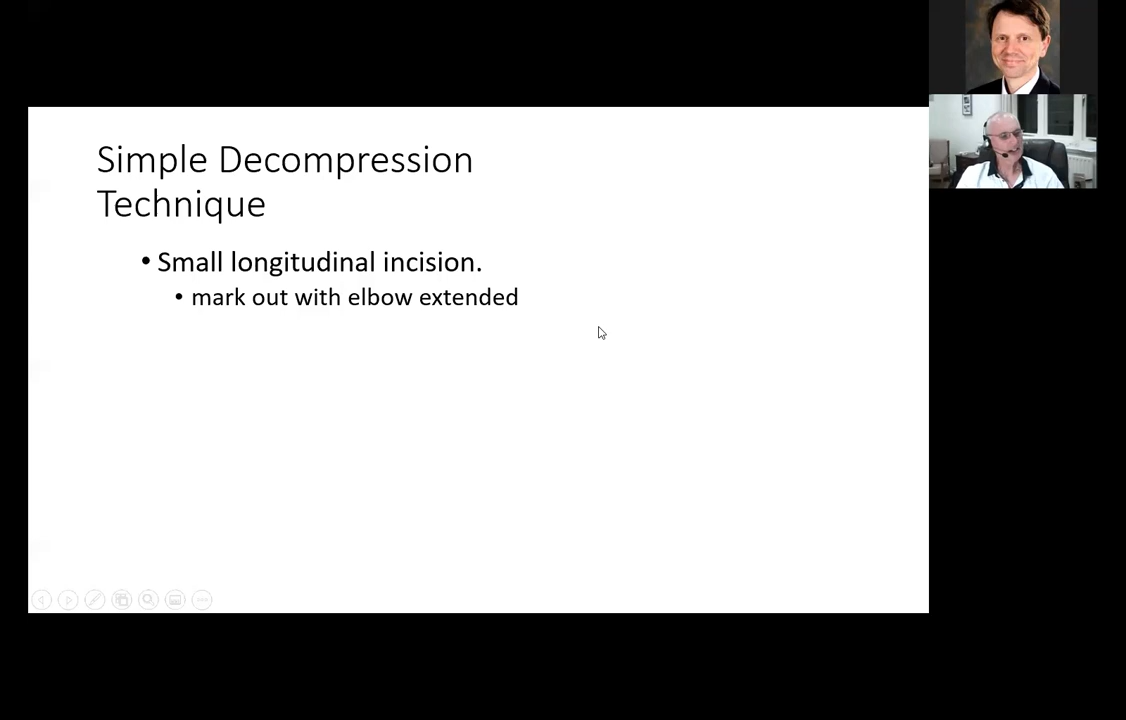 Simple Decompression
Technique
• Small longitudinal incision.
• mark out with elbow extended